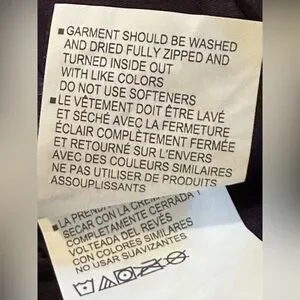 ▪ GARMENT SHOULD BE WASHED
AND DRIED FULLY ZIPPED AND
TURNED INSIDE OUT
WITH LIKE COLORS
DO NOT USE SOFTENERS
▪ LE VÊTEMENT DOIT ÊTRE LAVÉ
ET SÉCHÉ AVEC LA FERMETURE
ÉCLAIR COMPLÈTEMENT FERMÉE
ET RETOURNÉ SUR L'ENVERS
AVEC DES COULEURS SIMILAIRES
NE PAS UTILISER DE PRODUITS
ASSOUPLISSANTS
▪ LA PRENDA
SECAR CON LA
COMPLETAMENTE CERRADA Y
VOLTEADA DEL REVÉS
CON COLORES SIMILARES
NO USAR SUAVIZANTES